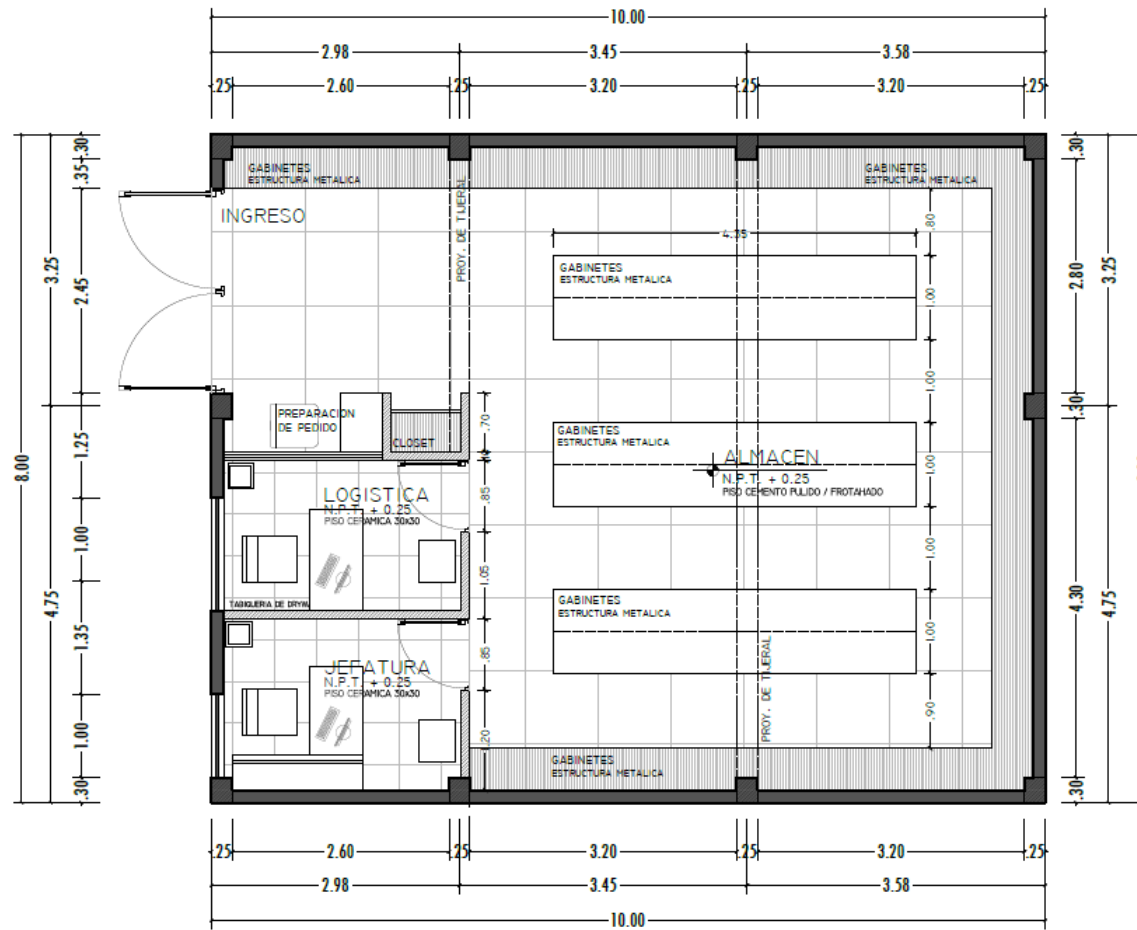 10.00
2.98
3.45
3.58
.25
2.60
.25
3.20
.25
3.20
.25
.30
.35
3.25
2.45
8.00
1.25
1.00
4.75
1.35
1.00
.30
GABINETES
ESTRUCTURA METALICA
GABINETES
ESTRUCTURA METALICA
INGRESO
PROY. DE TIJERAL
4.35
GABINETES
ESTRUCTURA METALICA
.80
1.00
1.00
1.00
1.00
1.00
.90
PREPARACION
DE PEDIDO
CLOSET
.70
GABINETES
ESTRUCTURA METALICA
ALMACEN
N.P.T. + 0.25
PISO CEMENTO PULIDO / FROTAHADO
LOGISTICA
N.P.T. + 0.25
PISO CERAMICA 30x30
.85
1.05
TABIQUERIA DE DRYW
GABINETES
ESTRUCTURA METALICA
JEFATURA
N.P.T. + 0.25
PISO CERAMICA 30x30
.85
1.20
PROY. DE TIJERAL
GABINETES
ESTRUCTURA METALICA
.30
2.80
3.25
.30
4.30
4.75
.30
.25
2.60
.25
3.20
.25
3.20
.25
2.98
3.45
3.58
10.00